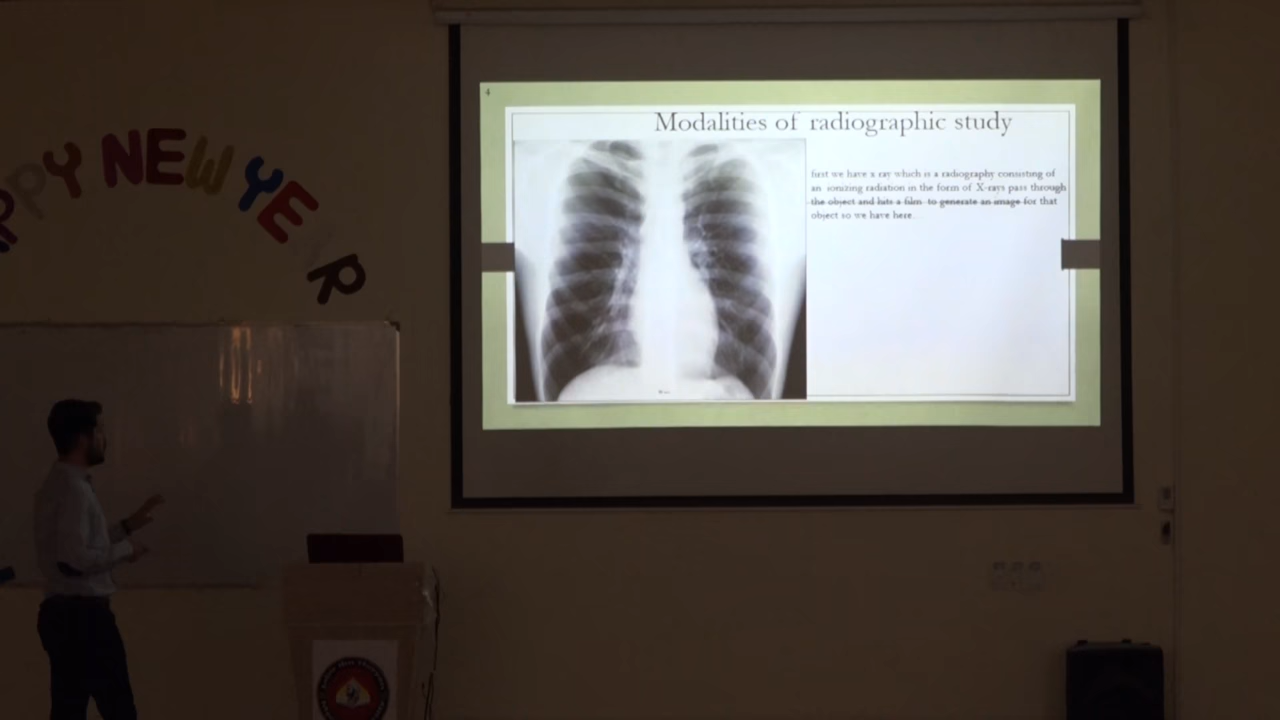 PPY NEW YEAR
4
Modalities of radiographic study
first we have x ray which is a radiography consisting of
an ionizing radiation in the form of X-rays pass through
the object and hits a film to generate an image for that
object so we have here